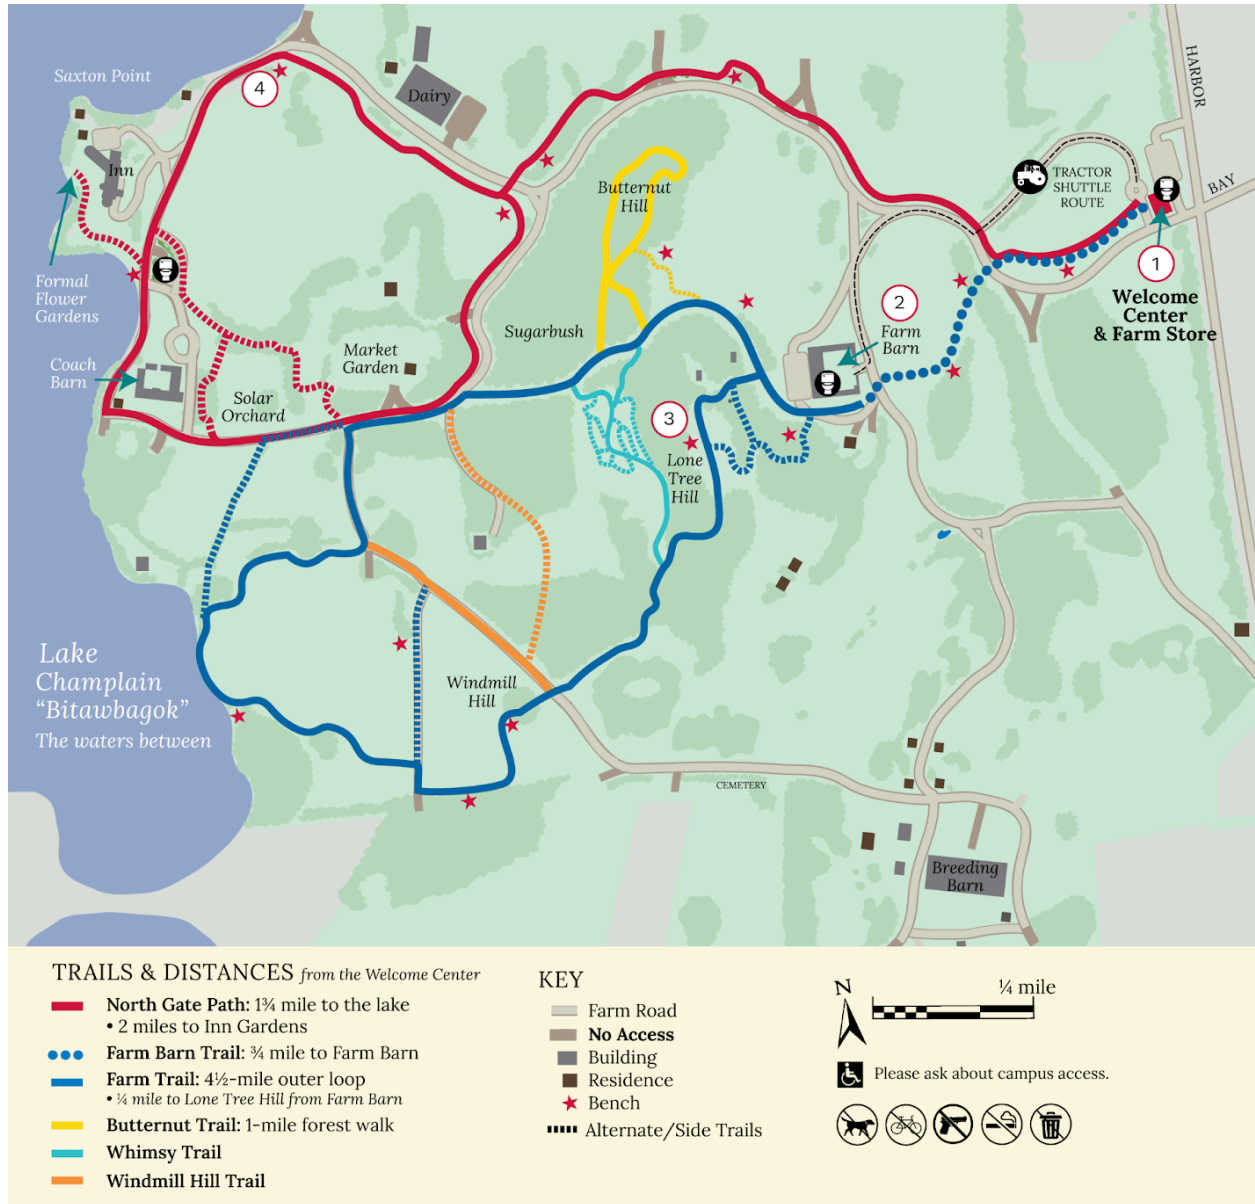 Saxton Point
4
Dairy
HARBOR
Inn
Butternut
Hill
TRACTOR
SHUTTLE
ROUTE
BAY
1
Welcome
Center
& Farm Store
Formal
Flower
Gardens
2
Farm
Barn
Sugarbush
Market
Garden
Coach
Barn
Solar
Orchard
3
Lone
Tree
Hill
Lake
Champlain
“Bitawbagok”
The waters between
Windmill
Hill
CEMETERY
Breeding
Barn
TRAILS & DISTANCES from the Welcome Center
North Gate Path: 1¾ mile to the lake
• 2 miles to Inn Gardens
Farm Barn Trail: ¾ mile to Farm Barn
Farm Trail: 4½-mile outer loop
• ¼ mile to Lone Tree Hill from Farm Barn
Butternut Trail: 1-mile forest walk
Whimsy Trail
Windmill Hill Trail
KEY
Farm Road
No Access
Building
Residence
Bench
Alternate/Side Trails
N
¼ mile
Please ask about campus access.